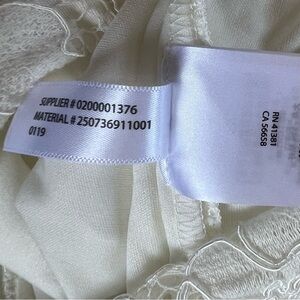 SUPPLIER # 0200001376
MATERIAL # 250736911001
0119
RN 41381
CA 56658